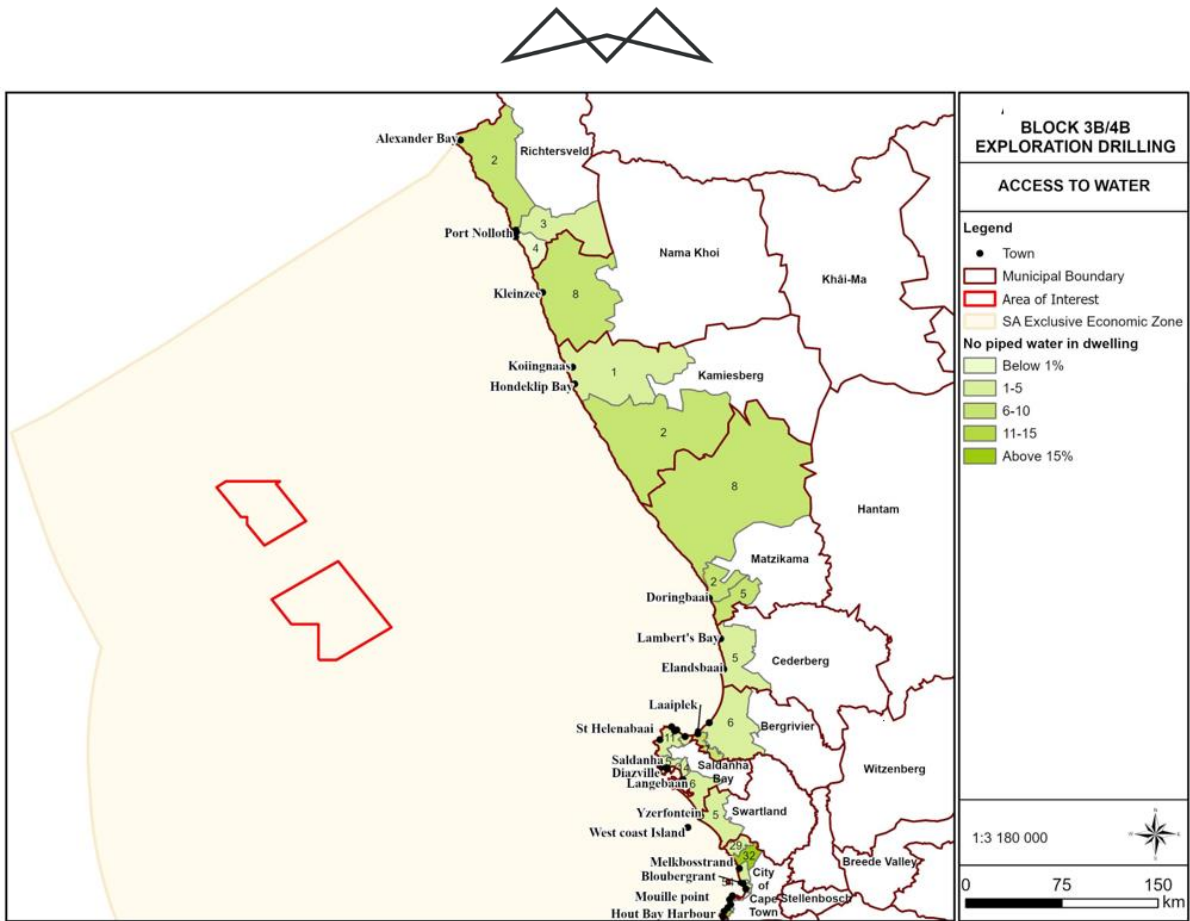 BLOCK 3B/4B
EXPLORATION DRILLING
ACCESS TO WATER
Legend
Town
Municipal Boundary
Area of Interest
SA Exclusive Economic Zone
No piped water in dwelling
Below 1%
1-5
6-10
11-15
Above 15%
1:3 180 000
0 75 150
km
Alexander Bay
2
Richtersveld
3
Port Nolloth
4
Nama Khoi
Khâi-Ma
Kleinzee
8
Koiingnaas
1
Kamiesberg
Hondeklip Bay
2
8
Hantam
Matzikama
2
5
Doringbaai
Lambert's Bay
5
Cederberg
Elandsbaai
Laaiplek
6
Bergrivier
St Helenabaai
11
Witzenberg
Saldanha
5
14
Saldanha
Bay
Diazville
Langebaan
6
Yzerfontein
5
Swartland
West coast Island
29
32
Melkbosstrand
Breede Valley
Bloubergrant
City
of
Cape
Town
Stellenbosch
Mouille point
Hout Bay Harbour